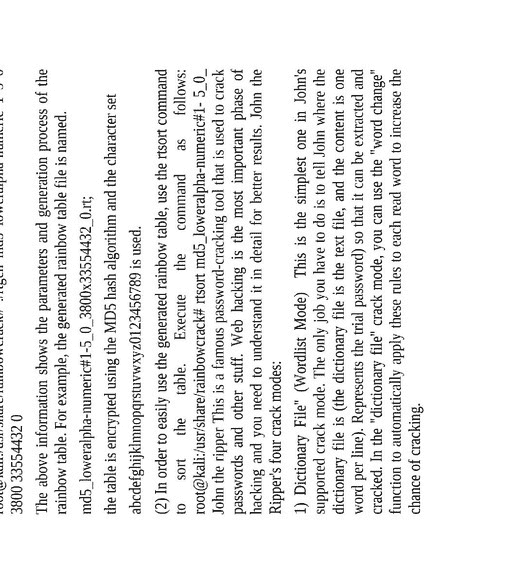 3800 33554432 0
The above information shows the parameters and generation process of the
rainbow table. For example, the generated rainbow table file is named.
md5_loweralpha-numeric#1-5_0_3800x33554432_0.rt;
the table is encrypted using the MD5 hash algorithm and the character set
abcdefghijklmnopqrstuvwxyz0123456789 is used.
(2) In order to easily use the generated rainbow table, use the rtsort command
to sort the table. Execute the command as follows:
root@kali:/usr/share/rainbowcrack# rtsort md5_loweralpha-numeric#1- 5_0_
John the ripper This is a famous password-cracking tool that is used to crack
passwords and other stuff. Web hacking is the most important phase of
hacking and you need to understand it in detail for better results. John the
Ripper's four crack modes:
1) Dictionary File" (Wordlist Mode) This is the simplest one in John's
supported crack mode. The only job you have to do is to tell John where the
dictionary file is (the dictionary file is the text file, and the content is one
word per line). Represents the trial password) so that it can be extracted and
cracked. In the "dictionary file" crack mode, you can use the "word change"
function to automatically apply these rules to each read word to increase the
chance of cracking.